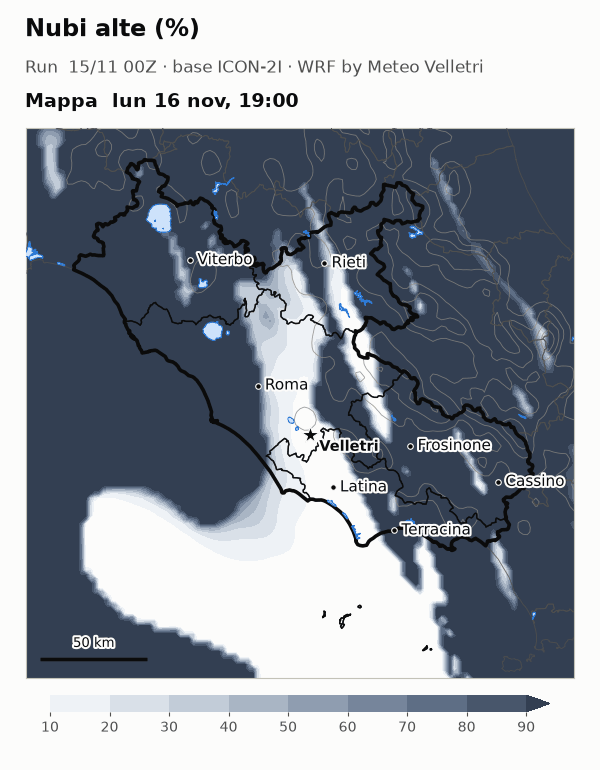 Nubi alte (%)
Run 15/11 00Z · base ICON-2I · WRF by Meteo Velletri
Mappa lun 16 nov, 19:00
Viterbo
Rieti
Roma
Velletri
Frosinone
Latina
Cassino
Terracina
50 km
10 20 30 40 50 60 70 80 90